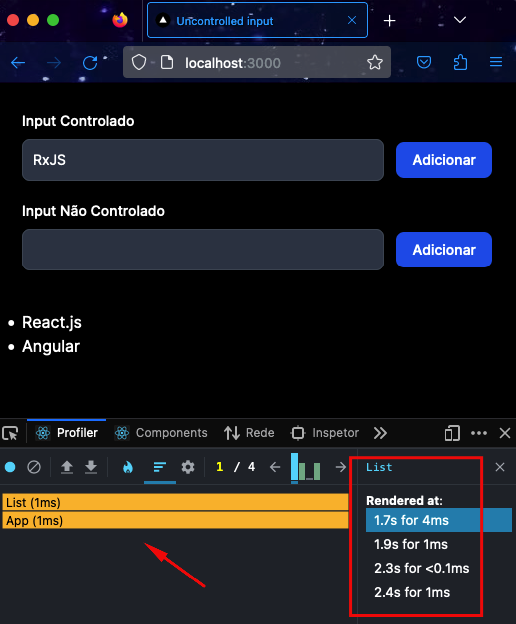 Uncontrolled input
localhost:3000
Input Controlado
RxJS
Adicionar
Input Não Controlado
Adicionar
React.js
Angular
Profiler
Components
Rede
Inspetor
1 / 4
List
List (1ms)
App (1ms)
Rendered at:
1.7s for 4ms
1.9s for 1ms
2.3s for <0.1ms
2.4s for 1ms